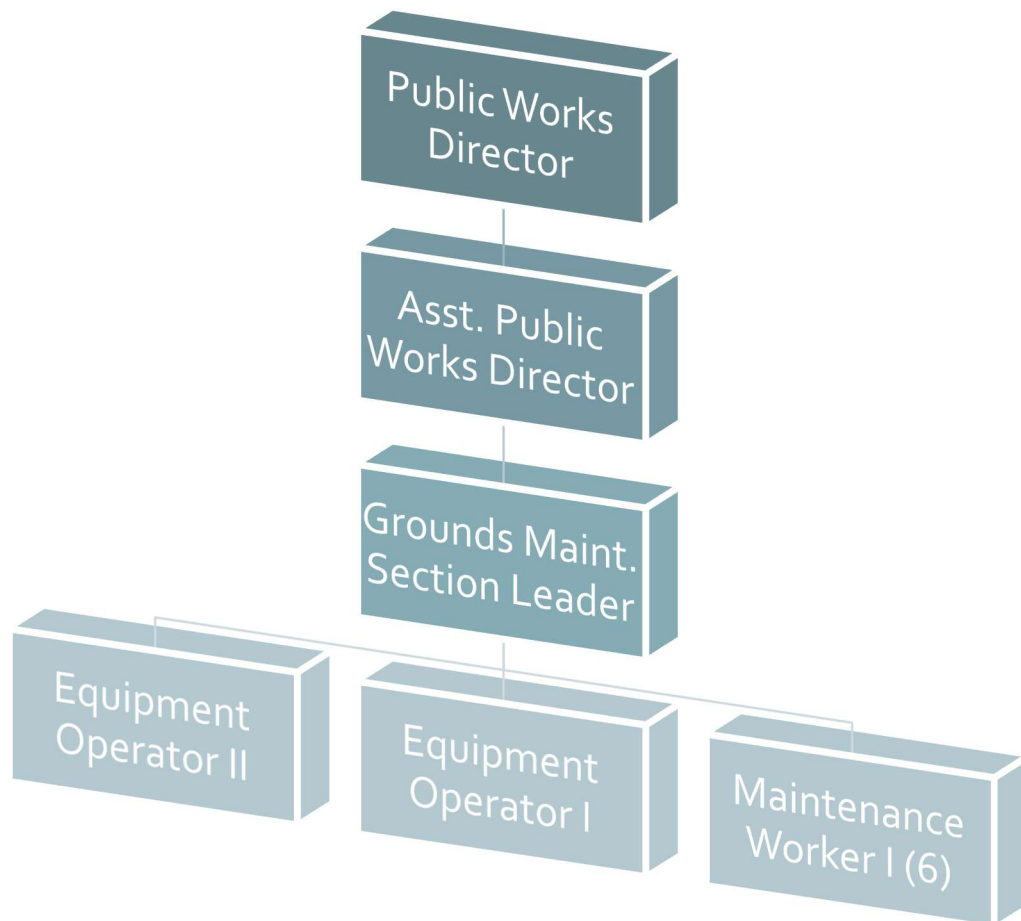 Public Works
Director
Asst. Public
Works Director
Grounds Maint.
Section Leader
Equipment
Operator II
Equipment
Operator I
Maintenance
Worker I (6)